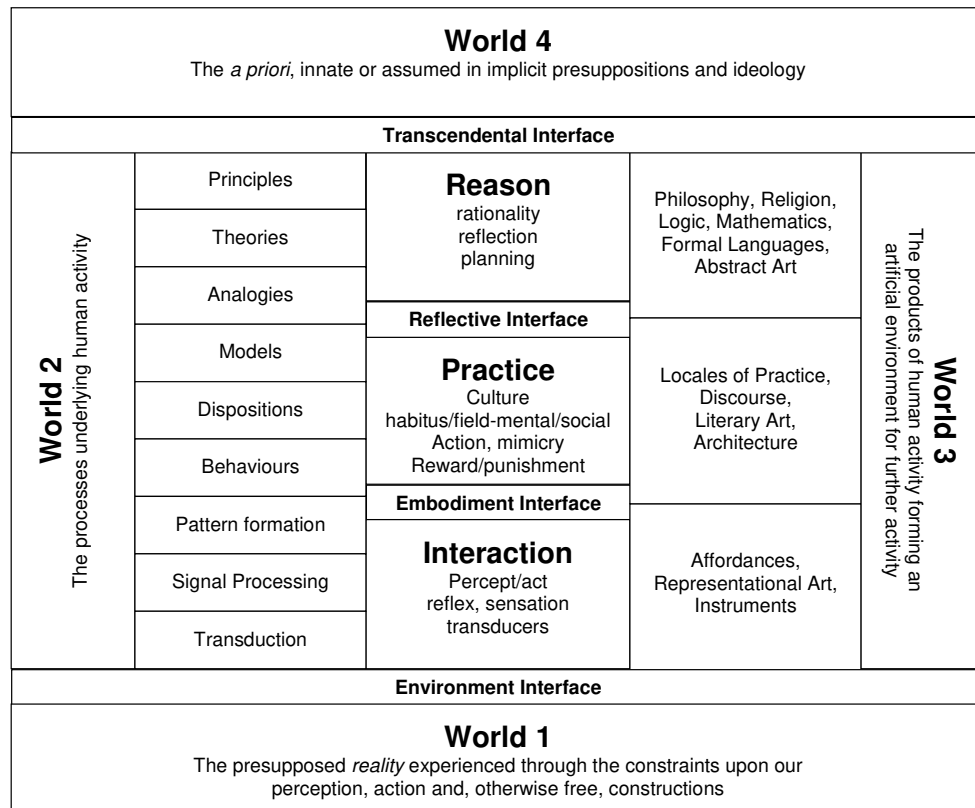 World 4
The a priori, innate or assumed in implicit presuppositions and ideology
Transcendental Interface
World 2
The processes underlying human activity
Principles
Theories
Analogies
Models
Dispositions
Behaviours
Pattern formation
Signal Processing
Transduction
Reason
rationality
reflection
planning
Reflective Interface
Practice
Culture
habitus/field-mental/social
Action, mimicry
Reward/punishment
Embodiment Interface
Interaction
Percept/act
reflex, sensation
transducers
Philosophy, Religion,
Logic, Mathematics,
Formal Languages,
Abstract Art
Locales of Practice,
Discourse,
Literary Art,
Architecture
Affordances,
Representational Art,
Instruments
World 3
The products of human activity forming an
artificial environment for further activity
Environment Interface
World 1
The presupposed reality experienced through the constraints upon our
perception, action and, otherwise free, constructions